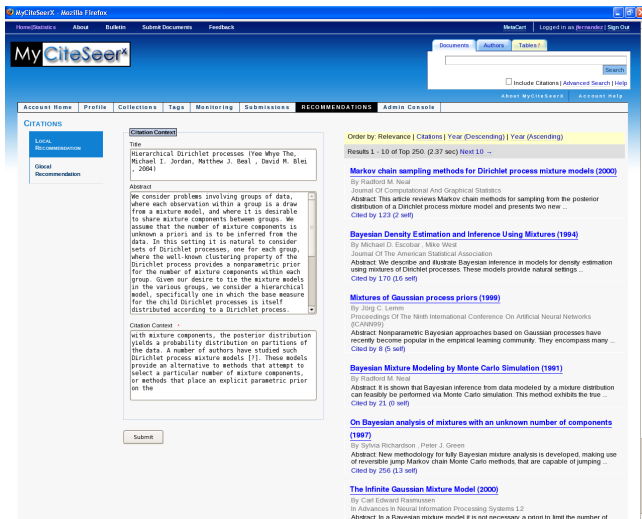 MyCiteSeerX - Mozilla Firefox
Home|Statistics About Bulletin Submit Documents Feedback MetaCart Logged in as jfernandez | Sign Out
My CiteSeerx
Documents Authors Tables !
Search
Include Citations | Advanced Search | Help
About MyCiteSeerX Account Help
Account Home Profile Collections Tags Monitoring Submissions RECOMMENDATIONS Admin Console
CITATIONS
LOCAL RECOMMENDATION
Glocal Recommendation
Citation Context
Title
Hierarchical Dirichlet processes (Yee Whye The,
Michael I. Jordan, Matthew J. Beal , David M. Blei
, 2004)
Abstract
We consider problems involving groups of data,
where each observation within a group is a draw
from a mixture model, and where it is desirable
to share mixture components between groups. We
assume that the number of mixture components is
unknown a priori and is to be inferred from the
data. In this setting it is natural to consider
sets of Dirichlet processes, one for each group,
where the well-known clustering property of the
Dirichlet process provides a nonparametric prior
for the number of mixture components within each
group. Given our desire to tie the mixture models
in the various groups, we consider a hierarchical
model, specifically one in which the base measure
for the child Dirichlet processes is itself
distributed according to a Dirichlet process.
Citation Context *
with mixture components, the posterior distribution
yields a probability distribution on partitions of
the data. A number of authors have studied such
Dirichlet process mixture models [?]. These models
provide an alternative to methods that attempt to
select a particular number of mixture components,
or methods that place an explicit parametric prior
on the
Submit
Order by: Relevance | Citations | Year (Descending) | Year (Ascending)
Results 1 - 10 of Top 250. (2.37 sec) Next 10 →
Markov chain sampling methods for Dirichlet process mixture models (2000)
By Radford M. Neal
Journal Of Computational And Graphical Statistics
Abstract: This article reviews Markov chain methods for sampling from the posterior
distribution of a Dirichlet process mixture model and presents two new ...
Cited by 123 (2 self)
Bayesian Density Estimation and Inference Using Mixtures (1994)
By Michael D. Escobar , Mike West
Journal Of The American Statistical Association
Abstract: We describe and illustrate Bayesian inference in models for density estimation
using mixtures of Dirichlet processes. These models provide natural settings ...
Cited by 170 (16 self)
Mixtures of Gaussian process priors (1999)
By Jörg C. Lemm
Proceedings Of The Ninth International Conference On Artificial Neural Networks
(ICANN99)
Abstract: Nonparametric Bayesian approaches based on Gaussian processes have
recently become popular in the empirical learning community. They encompass many ...
Cited by 8 (5 self)
Bayesian Mixture Modeling by Monte Carlo Simulation (1991)
By Radford M. Neal
Abstract: It is shown that Bayesian inference from data modeled by a mixture distribution
can feasibly be performed via Monte Carlo simulation. This method exhibits the true ...
Cited by 21 (0 self)
On Bayesian analysis of mixtures with an unknown number of components
(1997)
By Sylvia Richardson , Peter J. Green
Abstract: New methodology for fully Bayesian mixture analysis is developed, making use
of reversible jump Markov chain Monte Carlo methods, that are capable of jumping ...
Cited by 256 (13 self)
The Infinite Gaussian Mixture Model (2000)
By Carl Edward Rasmussen
In Advances In Neural Information Processing Systems 12
Abstract: In a Bayesian mixture model it is not necessary a priori to limit the number of